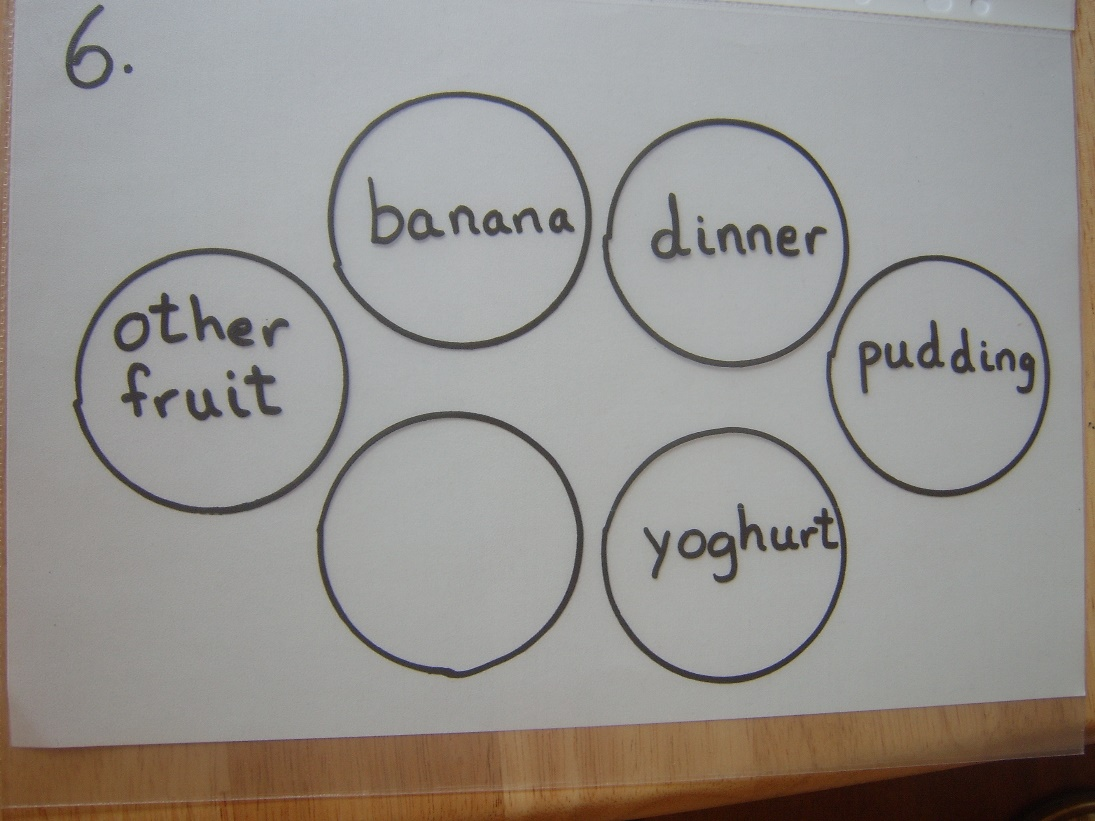 6.
banana
dinner
other
fruit
pudding
yoghurt